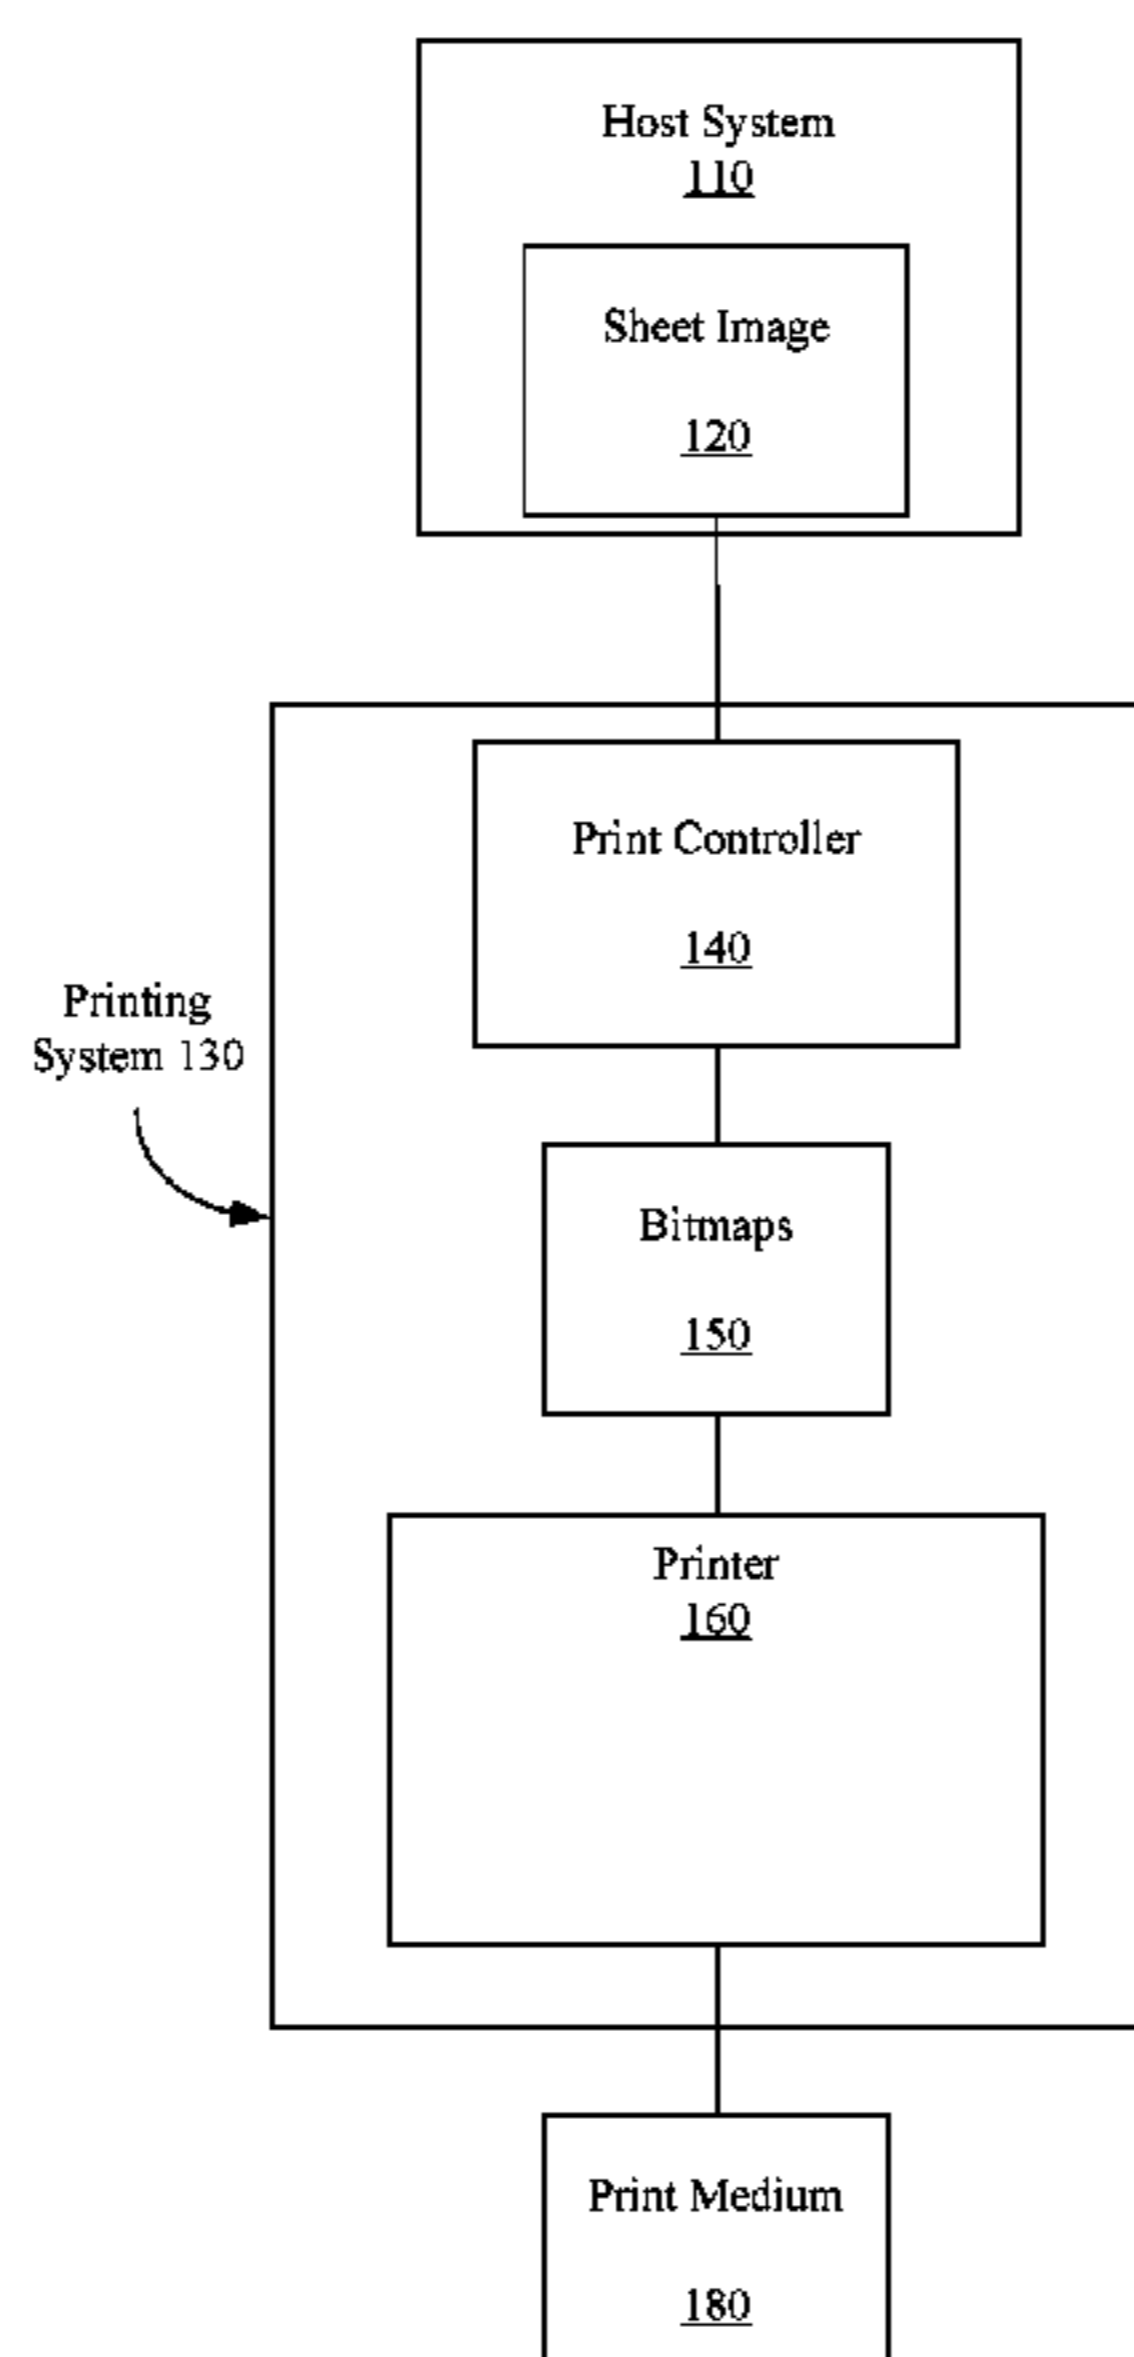 Host System
110
Sheet Image
120
Print Controller
140
Printing
System 130
Bitmaps
150
Printer
160
Print Medium
180